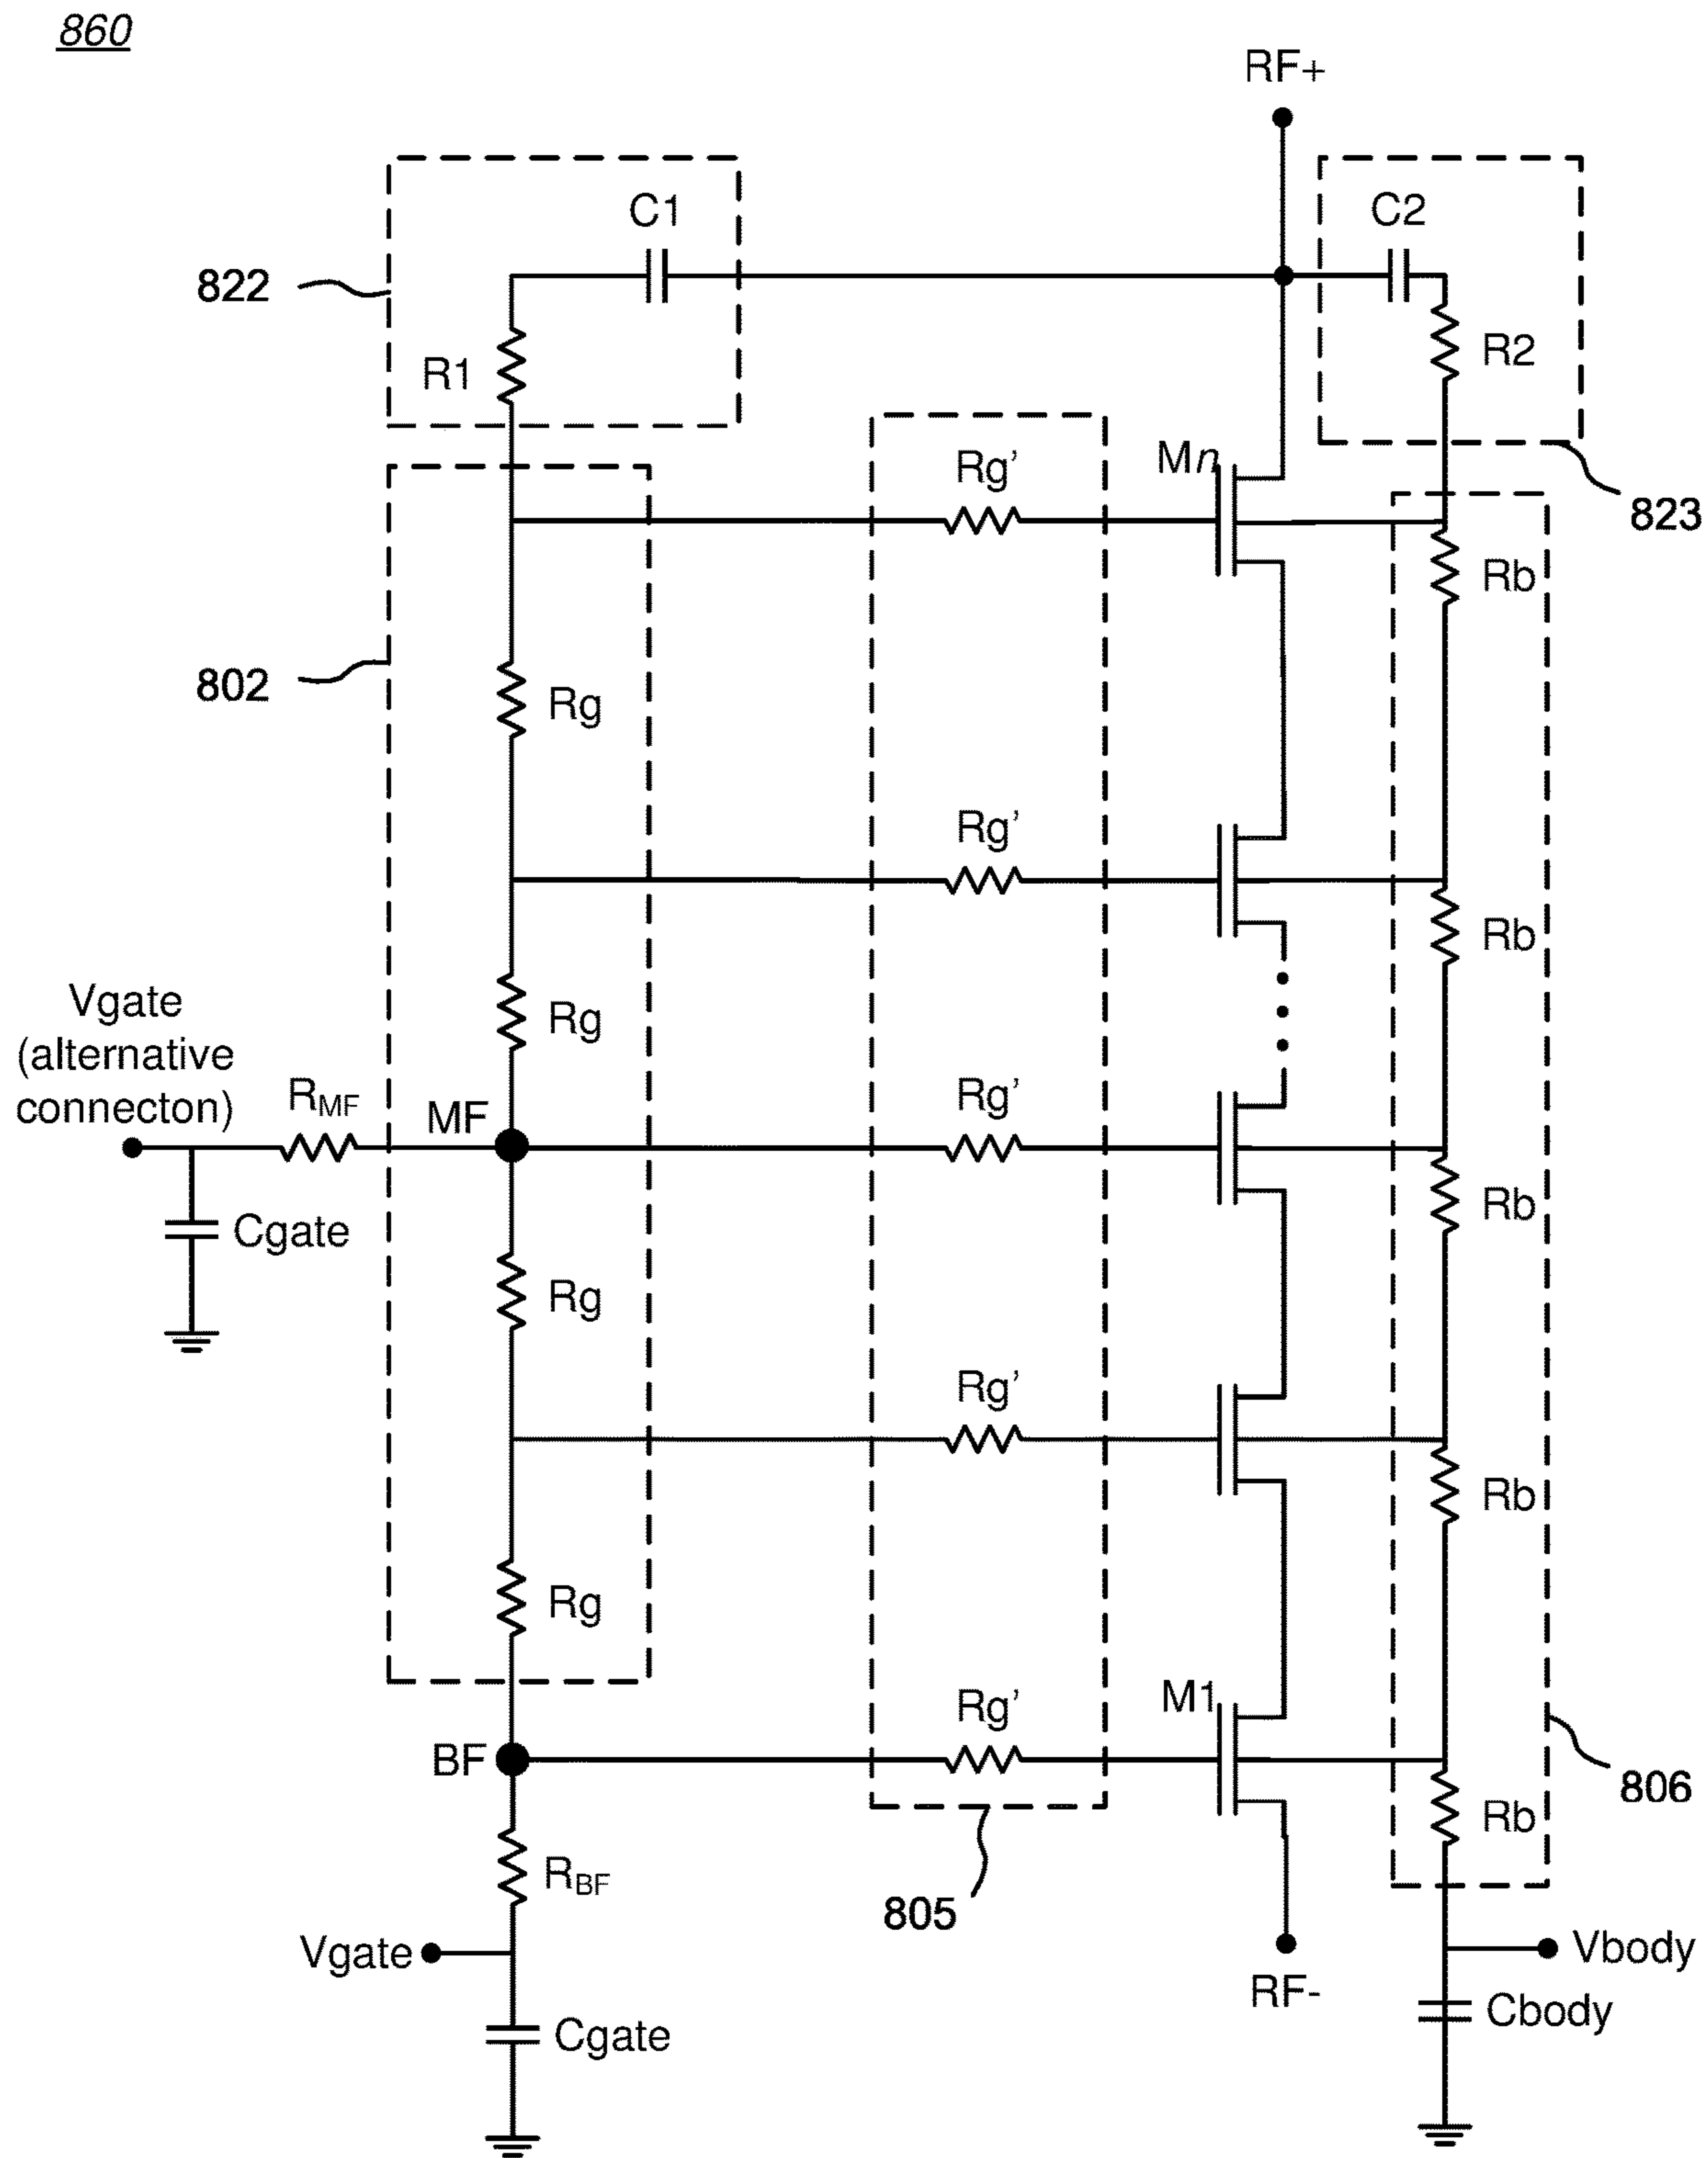 860
RF+
C1
C2
822
R1
R2
Rg'
Mn
823
Rb
802
Rg
Rg'
Rb
Vgate
(alternative
connecton)
Rg
RMF
MF
Rg'
Rb
Cgate
Rg
Rg'
Rb
Rg
Rg'
M1
BF
806
Rb
RBF
805
Vgate
Vbody
RF-
Cgate
Cbody